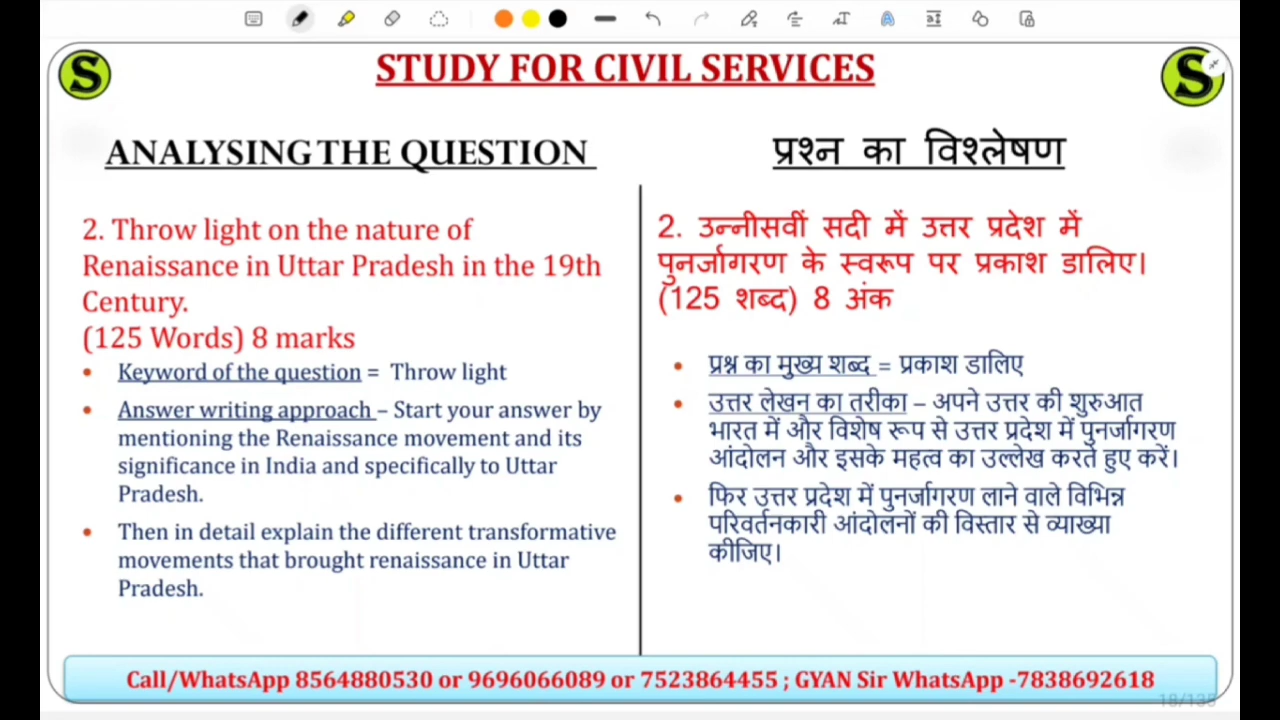 STUDY FOR CIVIL SERVICES
S
S
ANALYSING THE QUESTION
2. Throw light on the nature of
Renaissance in Uttar Pradesh in the 19th
Century.
(125 Words) 8 marks
• Keyword of the question = Throw light
• Answer writing approach – Start your answer by
mentioning the Renaissance movement and its
significance in India and specifically to Uttar
Pradesh.
• Then in detail explain the different transformative
movements that brought renaissance in Uttar
Pradesh.
प्रश्न का विश्लेषण
2. उन्नीसवीं सदी में उत्तर प्रदेश में
पुनर्जागरण के स्वरूप पर प्रकाश डालिए।
(125 शब्द) 8 अंक
• प्रश्न का मुख्य शब्द = प्रकाश डालिए
• उत्तर लेखन का तरीका – अपने उत्तर की शुरुआत
भारत में और विशेष रूप से उत्तर प्रदेश में पुनर्जागरण
आंदोलन और इसके महत्व का उल्लेख करते हुए करें।
• फिर उत्तर प्रदेश में पुनर्जागरण लाने वाले विभिन्न
परिवर्तनकारी आंदोलनों की विस्तार से व्याख्या
कीजिए।
Call/WhatsApp 8564880530 or 9696066089 or 7523864455 ; GYAN Sir WhatsApp -7838692618